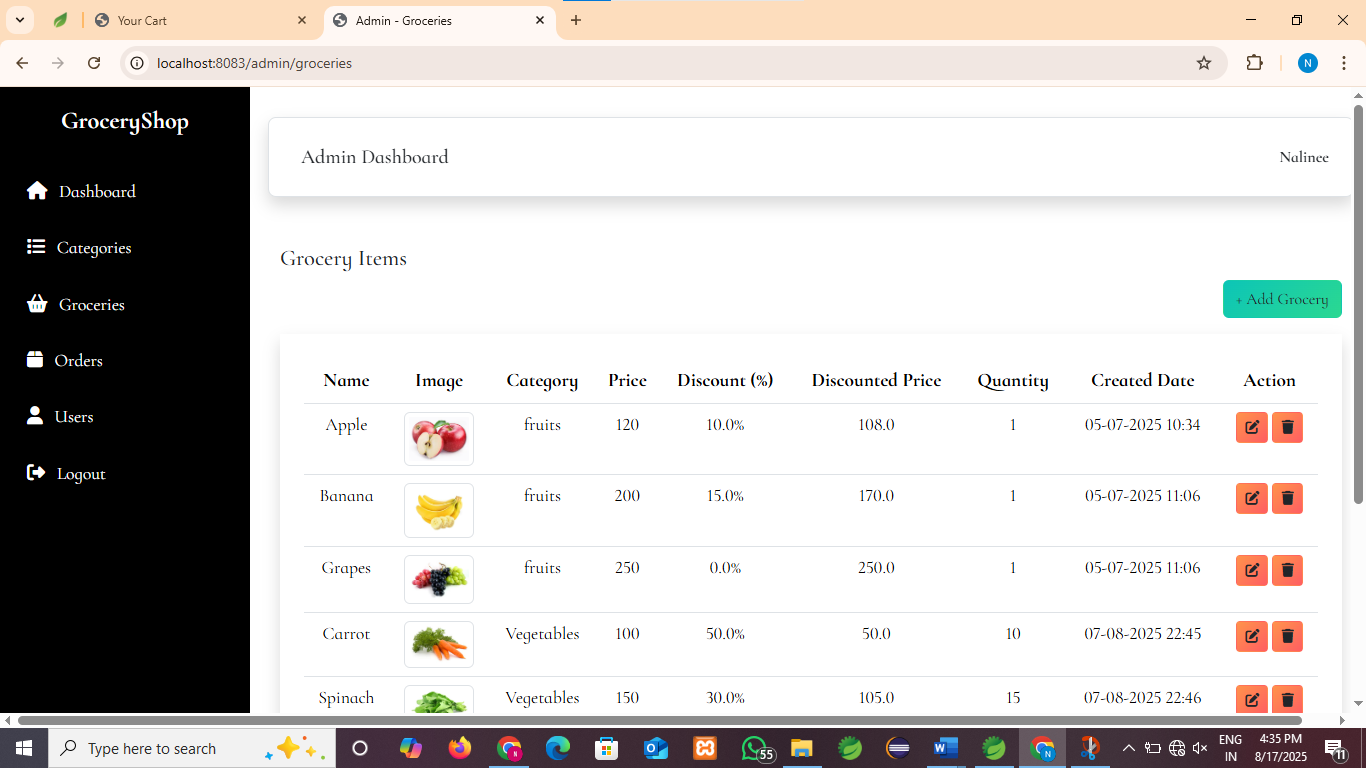 Your Cart
Admin - Groceries
localhost:8083/admin/groceries
N
GroceryShop
Dashboard
Categories
Groceries
Orders
Users
Logout
Admin Dashboard
Nalinee
Grocery Items
+ Add Grocery
Name Image Category Price Discount (%) Discounted Price Quantity Created Date Action
Apple fruits 120 10.0% 108.0 1 05-07-2025 10:34
Banana fruits 200 15.0% 170.0 1 05-07-2025 11:06
Grapes fruits 250 0.0% 250.0 1 05-07-2025 11:06
Carrot Vegetables 100 50.0% 50.0 10 07-08-2025 22:45
Spinach Vegetables 150 30.0% 105.0 15 07-08-2025 22:46
Type here to search
N
55
W
N
ENG
IN
4:35 PM
8/17/2025
11